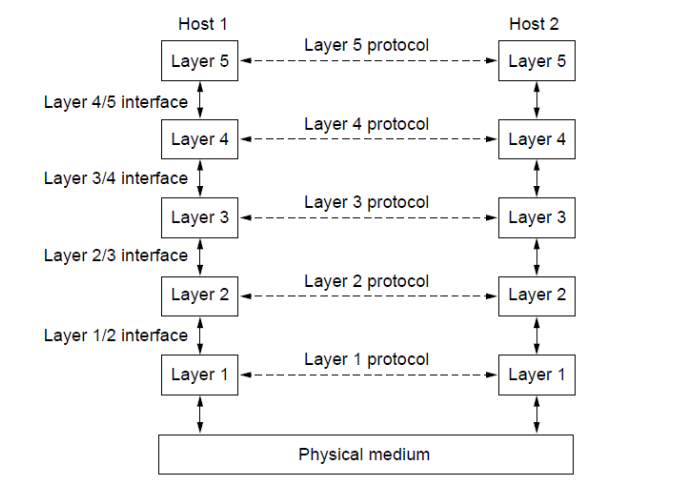 Host 1
Host 2
Layer 5 protocol
Layer 5
Layer 5
Layer 4/5 interface
Layer 4 protocol
Layer 4
Layer 4
Layer 3/4 interface
Layer 3 protocol
Layer 3
Layer 3
Layer 2/3 interface
Layer 2 protocol
Layer 2
Layer 2
Layer 1/2 interface
Layer 1 protocol
Layer 1
Layer 1
Physical medium